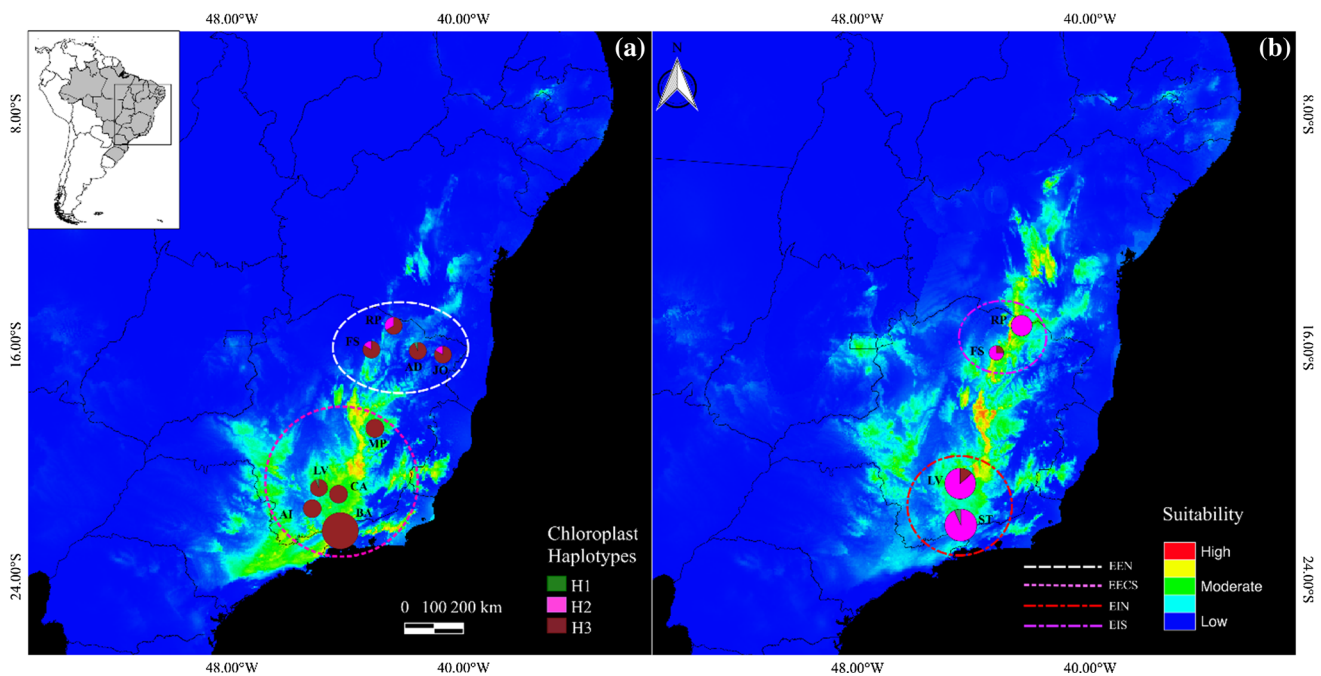 48.00°W
40.00°W
48.00°W
40.00°W
(a)
(b)
N
8.00°S
8.00°S
RP
FS
AD
JO
16.00°S
RP
FS
16.00°S
MP
LV
CA
AI
BA
LV
ST
Chloroplast
Haplotypes
H1
H2
H3
0 100 200 km
24.00°S
EEN
EECS
EIN
EIS
Suitability
High
Moderate
Low
24.00°S
48.00°W
40.00°W
48.00°W
40.00°W